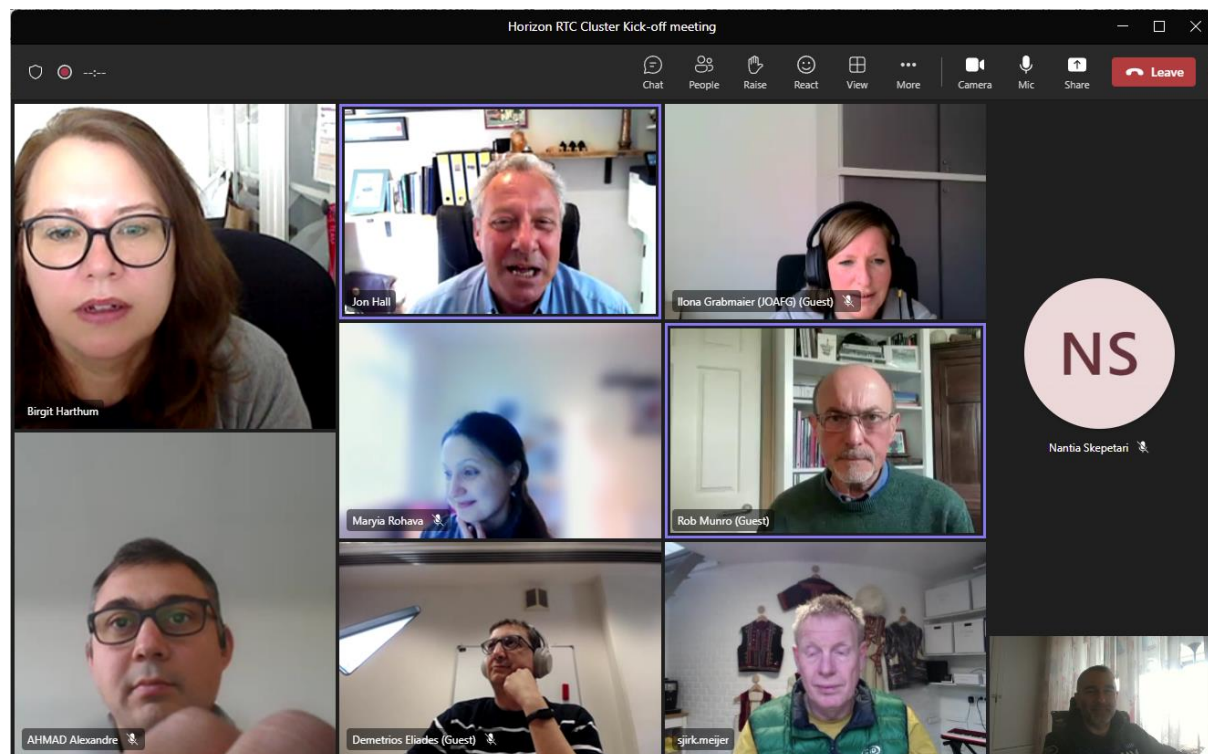 Horizon RTC Cluster Kick-off meeting
--:--
Chat
People
Raise
React
View
More
Camera
Mic
Share
Leave
Birgit Harthum
Jon Hall
Ilona Grabmaier (JOAFG) (Guest)
NS
Nantia Skepetari
Maryia Rohava
Rob Munro (Guest)
AHMAD Alexandre
Demetrios Eliades (Guest)
sjirk.meijer